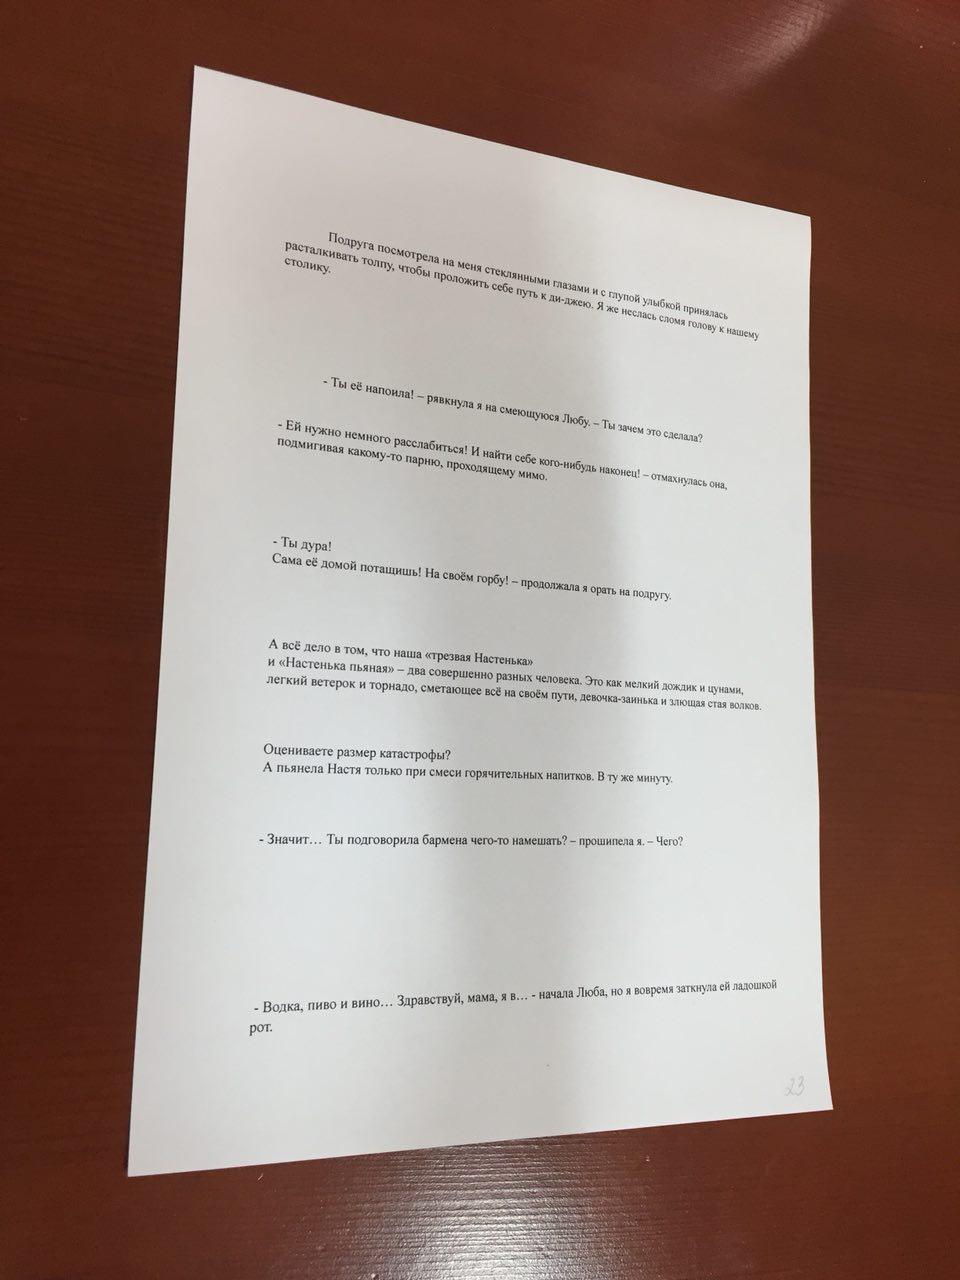 Подруга посмотрела на меня стеклянными глазами и с глупой улыбкой принялась
расталкивать толпу, чтобы проложить себе путь к ди-джею. Я же неслась сломя голову к нашему
столику.
- Ты её напоила! – рявкнула я на смеющуюся Любу. – Ты зачем это сделала?
- Ей нужно немного расслабиться! И найти себе кого-нибудь наконец! – отмахнулась она,
подмигивая какому-то парню, проходящему мимо.
- Ты дура!
Сама её домой потащишь! На своём горбу! – продолжала я орать на подругу.
А всё дело в том, что наша «трезвая Настенька»
и «Настенька пьяная» – два совершенно разных человека. Это как мелкий дождик и цунами,
легкий ветерок и торнадо, сметающее всё на своём пути, девочка-заинька и злющая стая волков.
Оцениваете размер катастрофы?
А пьянела Настя только при смеси горячительных напитков. В ту же минуту.
- Значит… Ты подговорила бармена чего-то намешать? – прошипела я. – Чего?
- Водка, пиво и вино… Здравствуй, мама, я в… - начала Люба, но я вовремя заткнула ей ладошкой
рот.
23